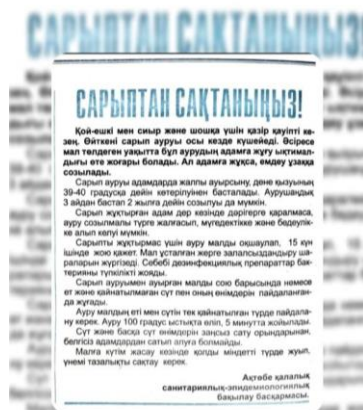 САРЫПТАН САҚТАНЫҢЫЗ!
Қой-ешкі мен сиыр және шошқа үшін қазір қауіпті ке-
зең. Өйткені сарып ауруы осы кезде күшейеді. Әсіресе
мал төлдеген уақытта бұл аурудың адамға жұғу ықтимал-
дығы өте жоғары болады. Ал адамға жұқса, емдеу ұзаққа
созылады.
Сарып ауруы адамдарда жалпы ауырсыну, дене қызуының
39-40 градусқа дейін көтерілуінен басталады. Аурушаңдық
3 айдан бастап 2 жылға дейін созылуы да мүмкін.
Сарып жұқтырған адам дер кезінде дәрігерге қаралмаса,
ауру созылмалы түрге жалғасып, мүгедектікке және бедеулік-
ке алып келуі мүмкін.
Сарыпты жұқтырмас үшін ауру малды оқшаулап, 15 күн
ішінде жою қажет. Мал ұсталған жерге залалсыздандыру ша-
раларын жүргізеді. Себебі дезинфекциялық препараттар бак-
терияны түпкілікті жояды.
Сарып ауруымен ауырған малды сою барысында немесе
ет және қайнатылмаған сүт пен оның өнімдерін пайдаланған-
да жұғады.
Ауру малдың еті мен сүтін тек қайнатылған түрде пайдала-
ну керек. Ауру 100 градус ыстықта өліп, 5 минутта жойылады.
Сүт және басқа сүт өнімдерін заңсыз сату орындарынан,
белгісіз адамдардан сатып алуға болмайды.
Малға күтім жасау кезінде қолды міндетті түрде жуып,
үнемі тазалықты сақтау керек.
Ақтөбе қалалық
санитариялық-эпидемиологиялық
бақылау басқармасы.